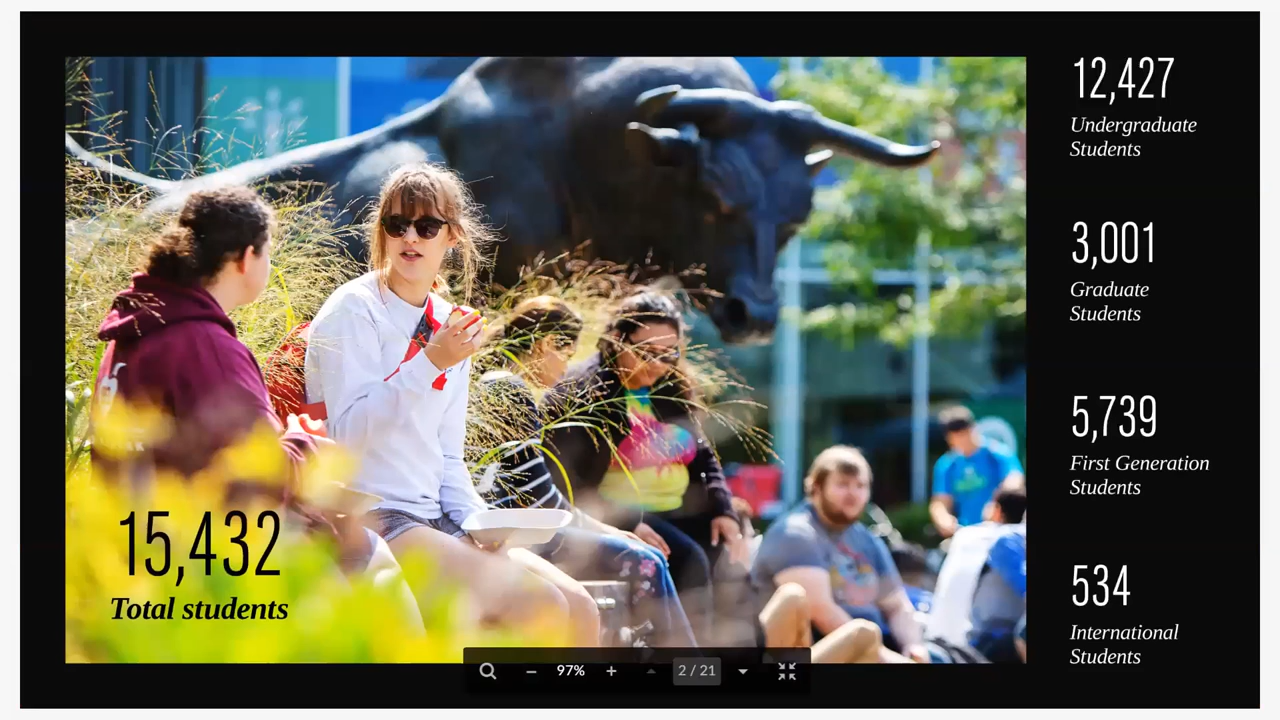 12,427
Undergraduate
Students
3,001
Graduate
Students
5,739
First Generation
Students
534
International
Students
15,432
Total students
97%
2 / 21